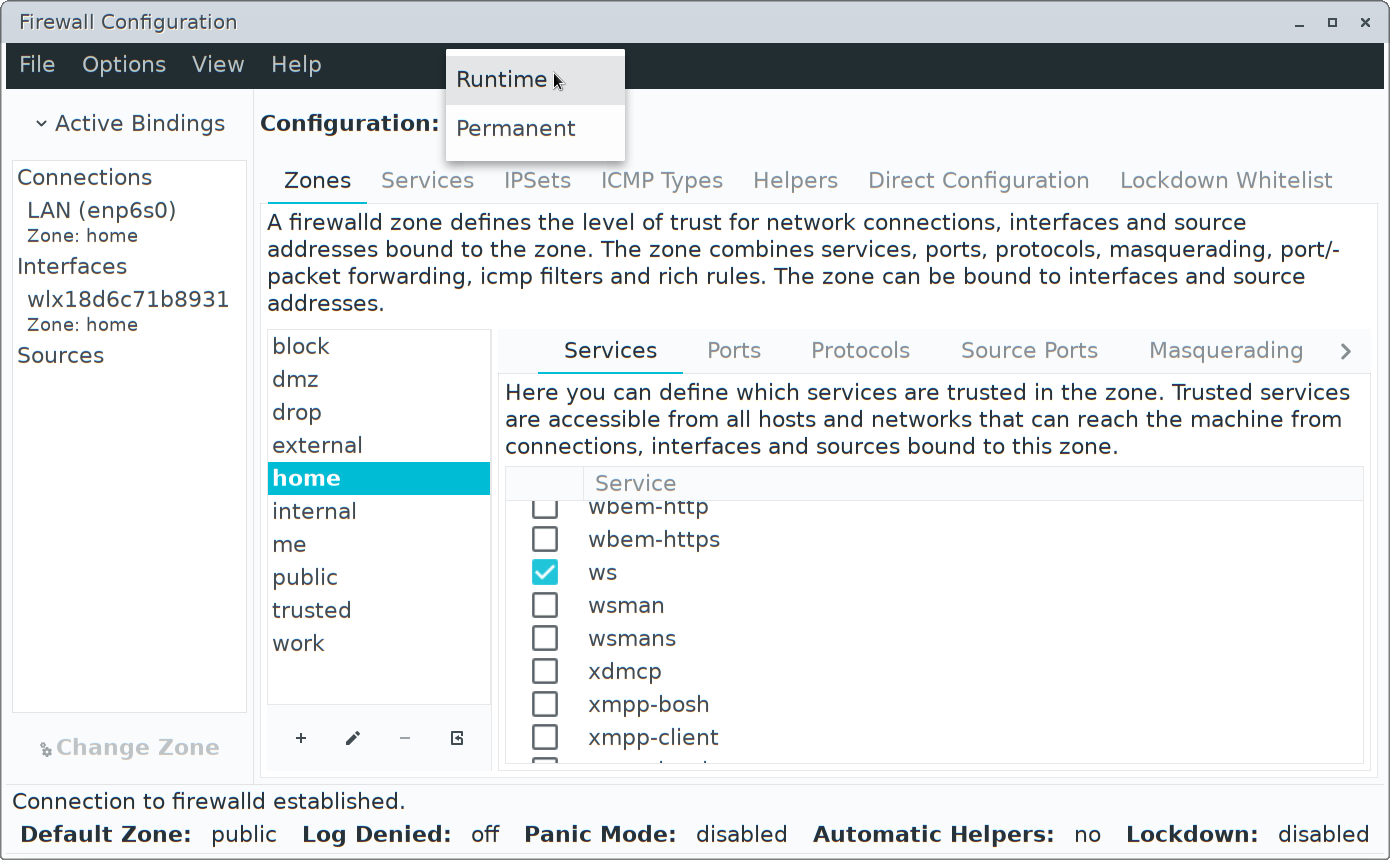 Firewall Configuration
File Options View Help
Runtime
Permanent
Active Bindings
Configuration:
Connections
LAN (enp6s0)
Zone: home
Interfaces
wlx18d6c71b8931
Zone: home
Sources
Change Zone
Zones Services IPSets ICMP Types Helpers Direct Configuration Lockdown Whitelist
A firewalld zone defines the level of trust for network connections, interfaces and source
addresses bound to the zone. The zone combines services, ports, protocols, masquerading, port/-
packet forwarding, icmp filters and rich rules. The zone can be bound to interfaces and source
addresses.
block
dmz
drop
external
home
internal
me
public
trusted
work
Services Ports Protocols Source Ports Masquerading
Here you can define which services are trusted in the zone. Trusted services
are accessible from all hosts and networks that can reach the machine from
connections, interfaces and sources bound to this zone.
Service
wbem-http
wbem-https
ws
wsman
wsmans
xdmcp
xmpp-bosh
xmpp-client
Connection to firewalld established.
Default Zone: public Log Denied: off Panic Mode: disabled Automatic Helpers: no Lockdown: disabled